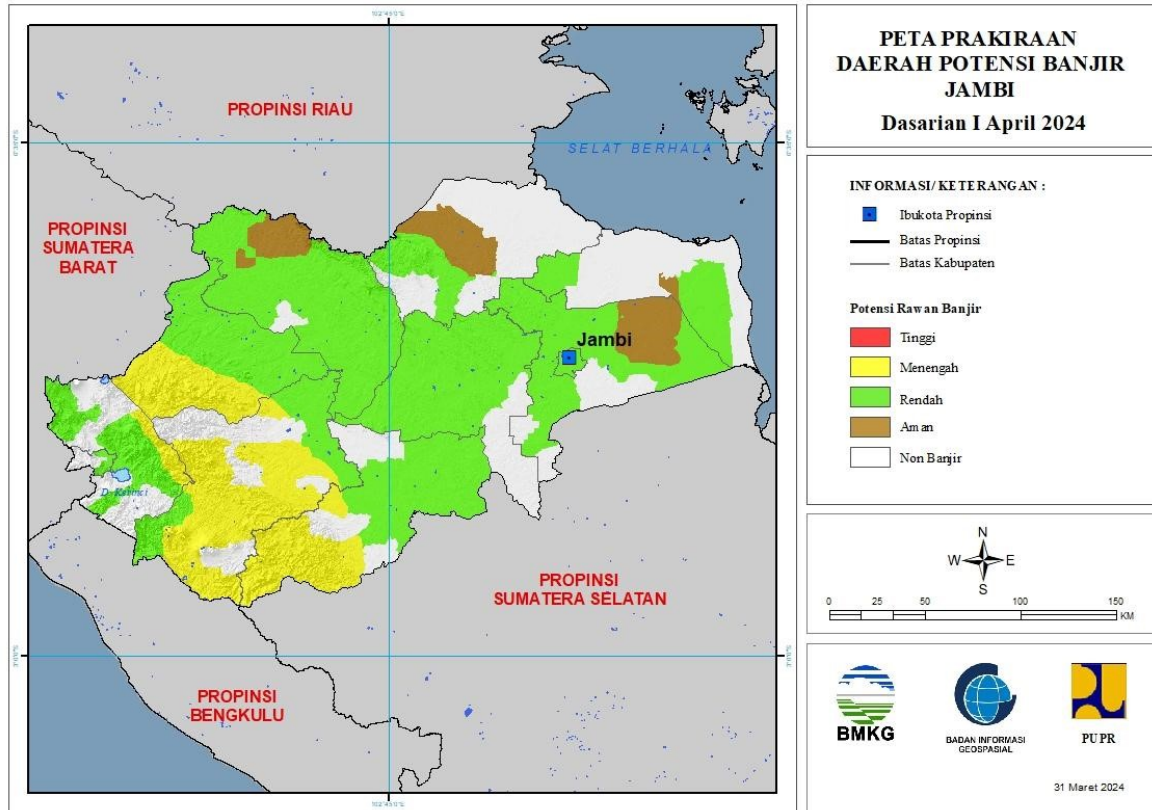 PETA PRAKIRAAN
DAERAH POTENSI BANJIR
JAMBI
Dasarian I April 2024
INFORMASI/ KETERANGAN :
Ibukota Propinsi
Batas Propinsi
Batas Kabupaten
Potensi Rawan Banjir
Tinggi
Menengah
Rendah
Aman
Non Banjir
N
W E
S
0 25 50 100 150
KM
BMKG
BADAN INFORMASI
GEOSPASIAL
PUPR
31 Maret 2024
PROPINSI RIAU
SELAT BERHALA
PROPINSI
SUMATERA
BARAT
Jambi
D. Kerinci
PROPINSI
SUMATERA SELATAN
PROPINSI
BENGKULU